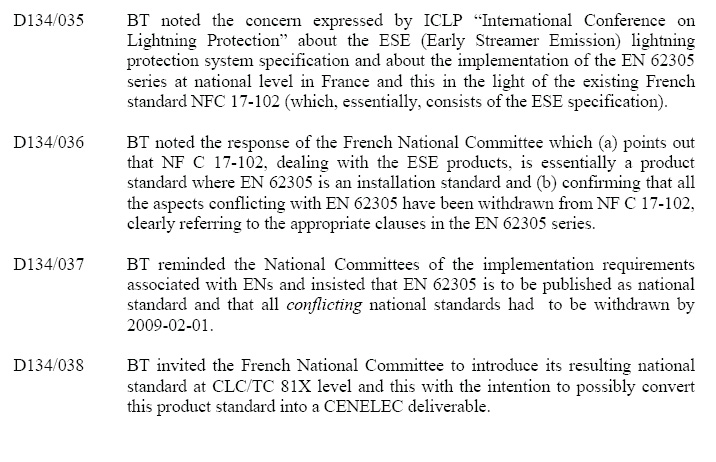 D134/035 BT noted the concern expressed by ICLP “International Conference on
Lightning Protection” about the ESE (Early Streamer Emission) lightning
protection system specification and about the implementation of the EN 62305
series at national level in France and this in the light of the existing French
standard NFC 17-102 (which, essentially, consists of the ESE specification).
D134/036 BT noted the response of the French National Committee which (a) points out
that NF C 17-102, dealing with the ESE products, is essentially a product
standard where EN 62305 is an installation standard and (b) confirming that all
the aspects conflicting with EN 62305 have been withdrawn from NF C 17-102,
clearly referring to the appropriate clauses in the EN 62305 series.
D134/037 BT reminded the National Committees of the implementation requirements
associated with ENs and insisted that EN 62305 is to be published as national
standard and that all conflicting national standards had to be withdrawn by
2009-02-01.
D134/038 BT invited the French National Committee to introduce its resulting national
standard at CLC/TC 81X level and this with the intention to possibly convert
this product standard into a CENELEC deliverable.